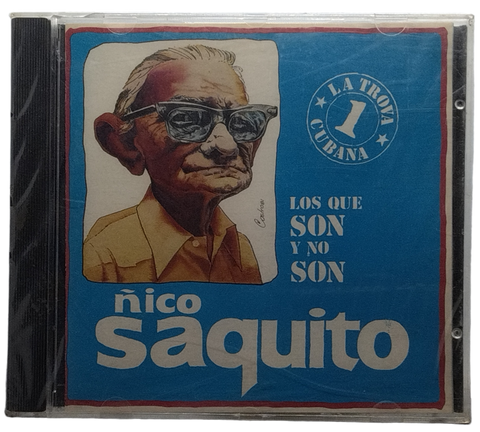 LA TROVA
1
CUBANA
LOS QUE
SON
Y NO
SON
ñico
saquito